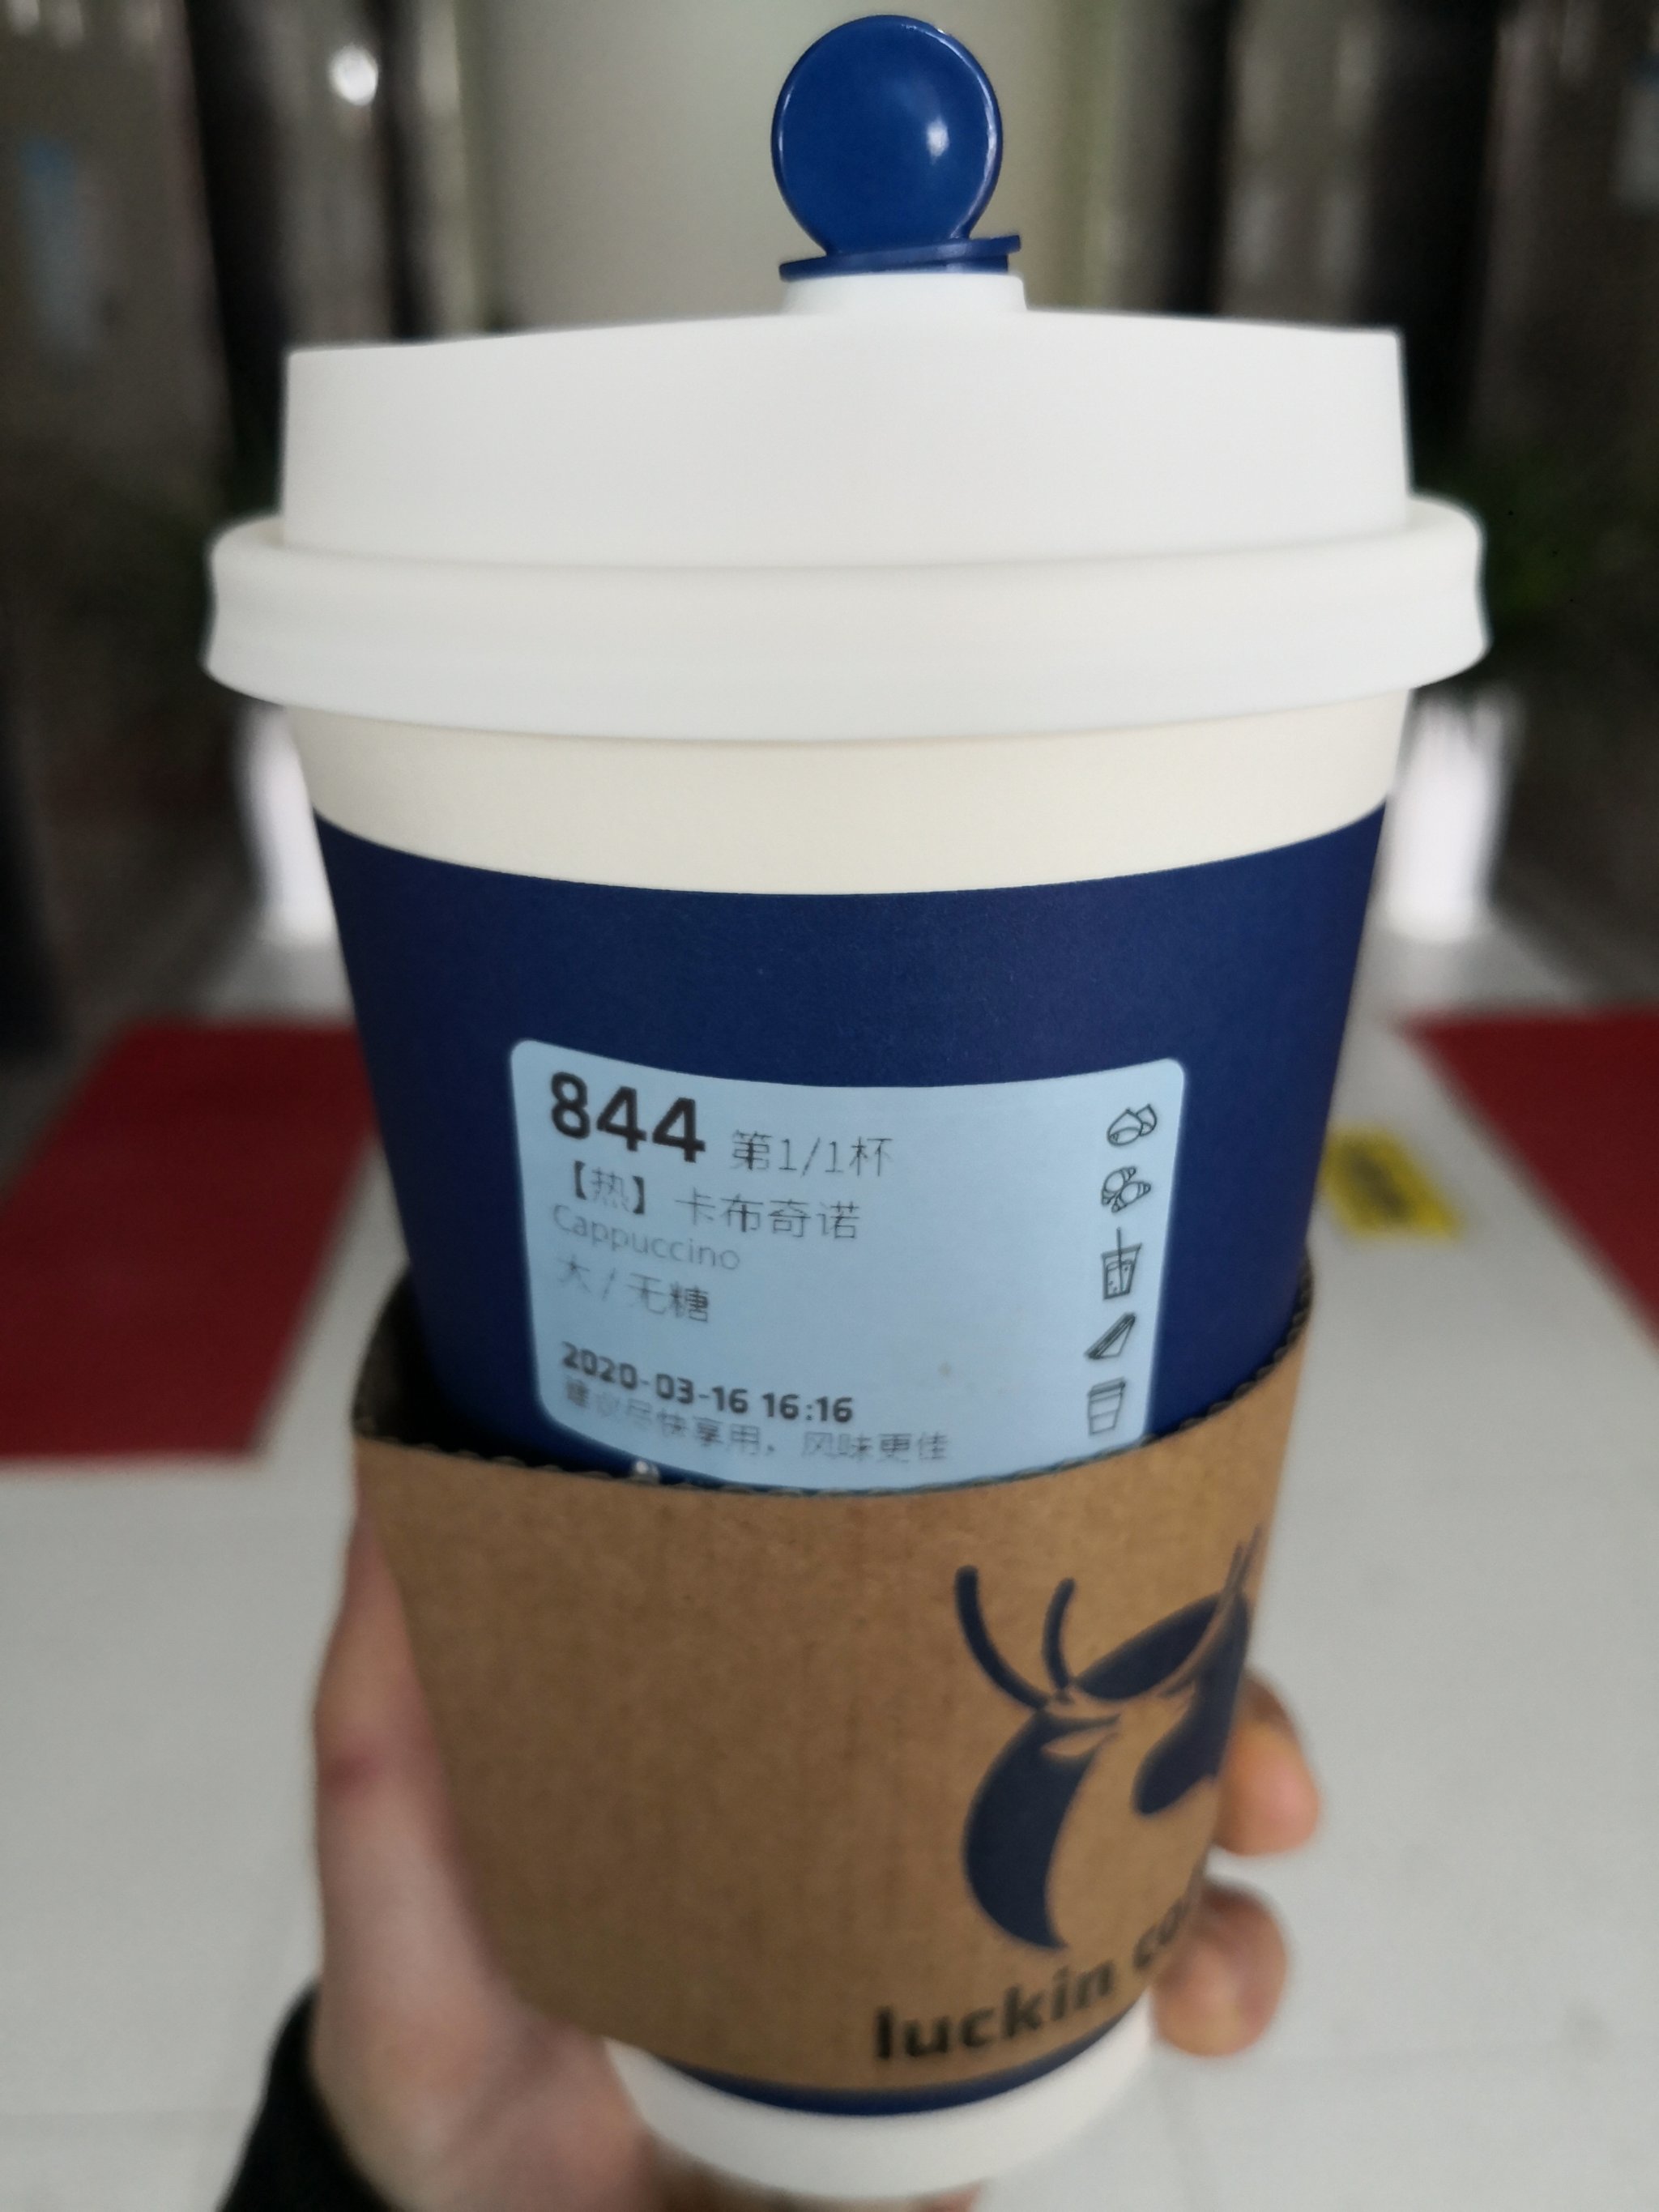 844 第1/1杯
【热】卡布奇诺
Cappuccino
大 / 无糖
2020-03-16 16:16
建议尽快享用，风味更佳
luckin